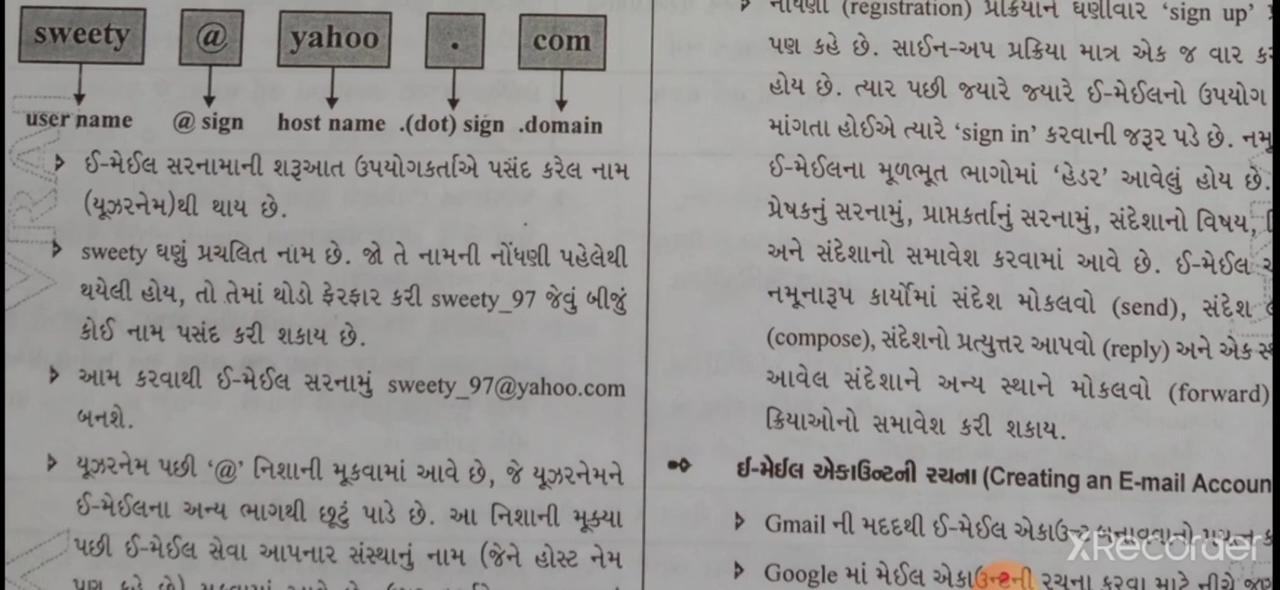 sweety @ yahoo . com
user name @ sign host name .(dot) sign .domain
ઈ-મેઈલ સરનામાની શરૂઆત ઉપયોગકર્તાએ પસંદ કરેલ નામ
(યૂઝરનેમ)થી થાય છે.
sweety ઘણું પ્રચલિત નામ છે. જો તે નામની નોંધણી પહેલેથી
થયેલી હોય, તો તેમાં થોડો ફેરફાર કરી sweety_97 જેવું બીજું
કોઈ નામ પસંદ કરી શકાય છે.
આમ કરવાથી ઈ-મેઈલ સરનામું sweety_97@yahoo.com
બનશે.
યૂઝરનેમ પછી '@' નિશાની મૂકવામાં આવે છે, જે યૂઝરનેમને
ઈ-મેઈલના અન્ય ભાગથી છૂટું પાડે છે. આ નિશાની મૂક્યા
પછી ઈ-મેઈલ સેવા આપનાર સંસ્થાનું નામ (જેને હોસ્ટ નેમ
પણ કહે છે)
નોંધણી (registration) પ્રક્રિયાને ઘણીવાર 'sign up'
પણ કહે છે. સાઈન-અપ પ્રક્રિયા માત્ર એક જ વાર
હોય છે. ત્યાર પછી જ્યારે જ્યારે ઈ-મેઈલનો ઉપયોગ
માંગતા હોઈએ ત્યારે 'sign in' કરવાની જરૂર પડે છે.
ઈ-મેઈલના મૂળભૂત ભાગોમાં 'હેડર' આવેલું હોય છે.
પ્રેષકનું સરનામું, પ્રાપ્તકર્તાનું સરનામું, સંદેશાનો વિષય,
અને સંદેશાનો સમાવેશ કરવામાં આવે છે. ઈ-મેઈલ
નમૂનારૂપ કાર્યોમાં સંદેશ મોકલવો (send), સંદેશ
(compose), સંદેશનો પ્રત્યુત્તર આપવો (reply) અને એક
આવેલ સંદેશાને અન્ય સ્થાને મોકલવો (forward)
ક્રિયાઓનો સમાવેશ કરી શકાય.
ઈ-મેઈલ એકાઉન્ટની રચના (Creating an E-mail Accoun
Gmail ની મદદથી ઈ-મેઈલ એકાઉન્ટ બનાવવાનો
XRecorder
Google માં મેઈલ એકાઉન્ટની રચના કરવા માટે નીચે